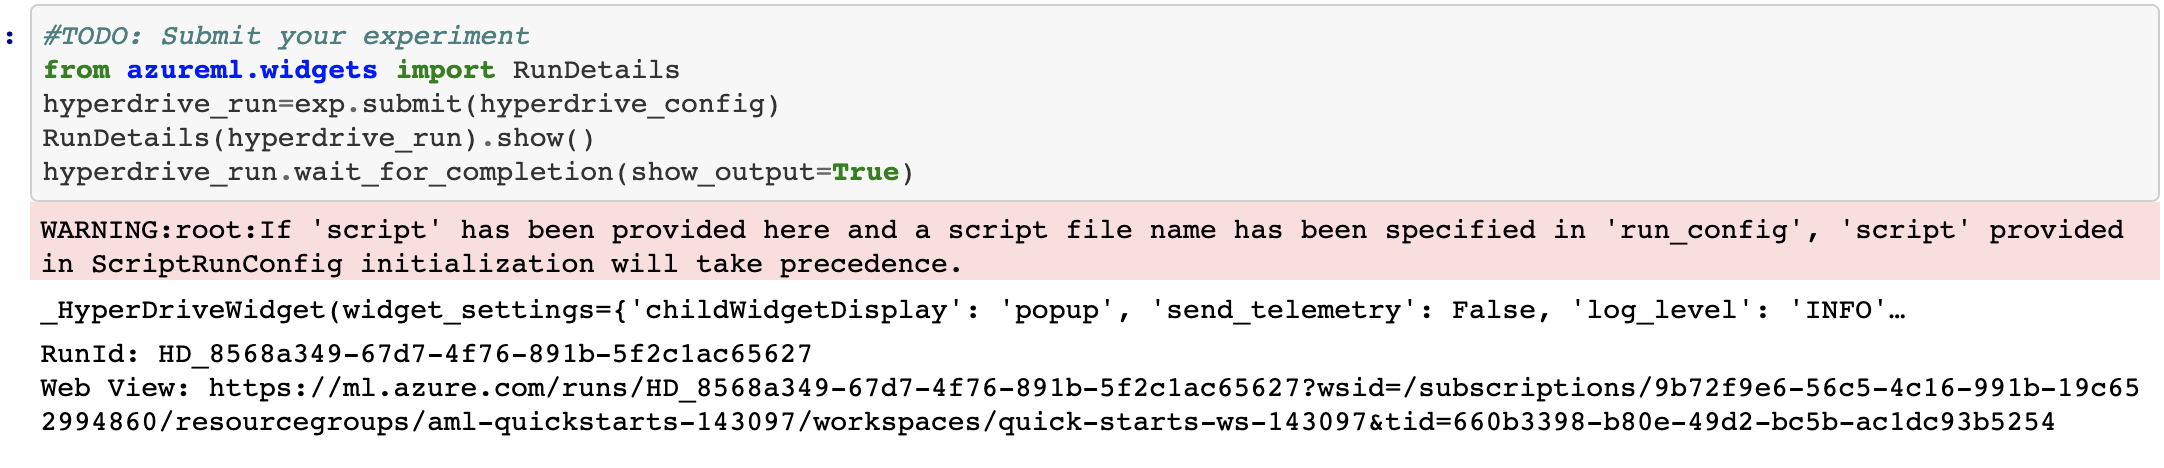 :
#TODO: Submit your experiment
from azureml.widgets import RunDetails
hyperdrive_run=exp.submit(hyperdrive_config)
RunDetails(hyperdrive_run).show()
hyperdrive_run.wait_for_completion(show_output=True)
WARNING:root:If 'script' has been provided here and a script file name has been specified in 'run_config', 'script' provided
in ScriptRunConfig initialization will take precedence.
_HyperDriveWidget(widget_settings={'childWidgetDisplay': 'popup', 'send_telemetry': False, 'log_level': 'INFO'…
RunId: HD_8568a349-67d7-4f76-891b-5f2c1ac65627
Web View: https://ml.azure.com/runs/HD_8568a349-67d7-4f76-891b-5f2c1ac65627?wsid=/subscriptions/9b72f9e6-56c5-4c16-991b-19c65
2994860/resourcegroups/aml-quickstarts-143097/workspaces/quick-starts-ws-143097&tid=660b3398-b80e-49d2-bc5b-ac1dc93b5254